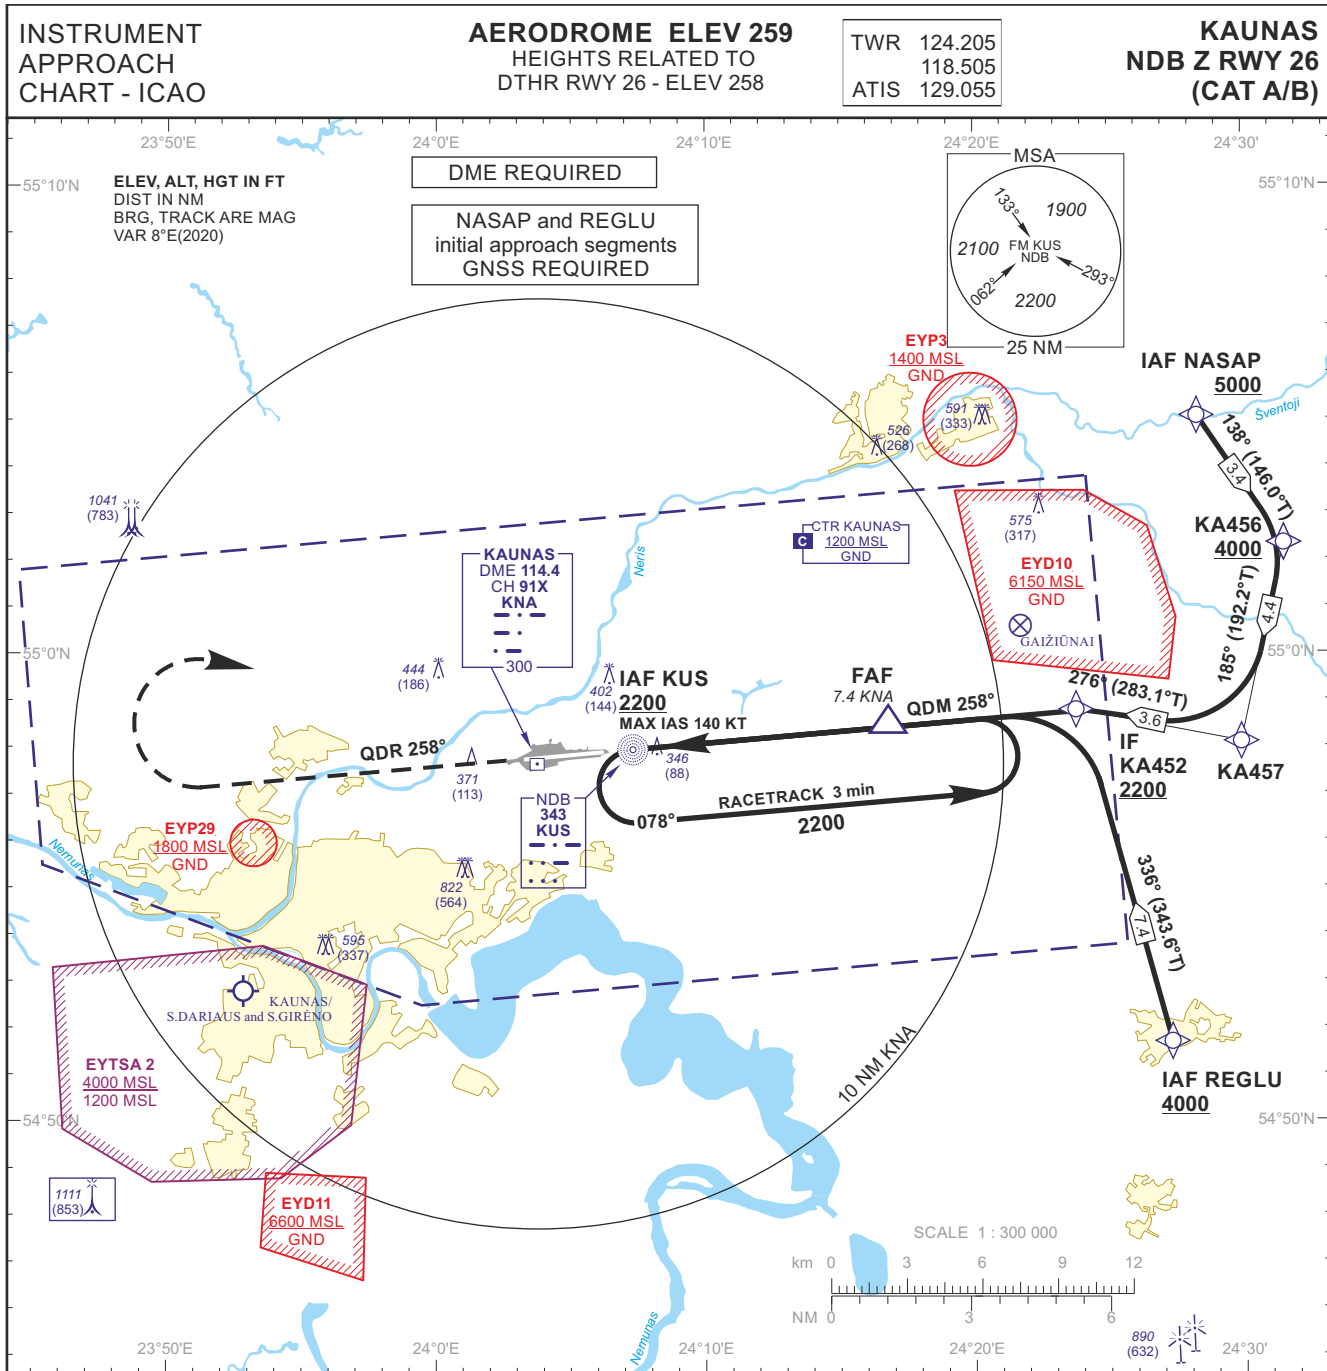 INSTRUMENT
APPROACH
CHART - ICAO
AERODROME ELEV 259
HEIGHTS RELATED TO
DTHR RWY 26 - ELEV 258
TWR 124.205
118.505
ATIS 129.055
KAUNAS
NDB Z RWY 26
(CAT A/B)
23°50'E
24°0'E
24°10'E
24°20'E
24°30'
55°10'N
55°10'N
ELEV, ALT, HGT IN FT
DIST IN NM
BRG, TRACK ARE MAG
VAR 8°E(2020)
DME REQUIRED
NASAP and REGLU
initial approach segments
GNSS REQUIRED
MSA
133°
1900
2100
FM KUS
NDB
062°
293°
2200
25 NM
EYP3
1400 MSL
GND
591
(333)
526
(268)
IAF NASAP
5000
Šventoji
138° (146.0°T)
3.4
KA456
4000
185° (192.2°T)
4.4
1041
(783)
575
(317)
CTR KAUNAS
C
1200 MSL
GND
EYD10
6150 MSL
GND
GAIŽIŪNAI
Neris
KAUNAS
DME 114.4
CH 91X
KNA
300
55°0'N
55°0'N
444
(186)
402
(144)
IAF KUS
2200
MAX IAS 140 KT
FAF
7.4 KNA
QDM 258°
276° (283.1°T)
3.6
IF
KA452
2200
KA457
QDR 258°
371
(113)
346
(88)
RACETRACK 3 min
078°
2200
NDB
343
KUS
EYP29
1800 MSL
GND
Nemunas
822
(564)
595
(337)
336° (343.6°T)
7.4
KAUNAS/
S.DARIAUS and S.GIRĖNO
EYTSA 2
4000 MSL
1200 MSL
10 NM KNA
IAF REGLU
4000
54°50'N
54°50'N
1111
(853)
EYD11
6600 MSL
GND
SCALE 1 : 300 000
km 0 3 6 9 12
NM 0 3 6
Nemunas
890
(632)
23°50'E
24°0'E
24°10'E
24°20'E
24°30'